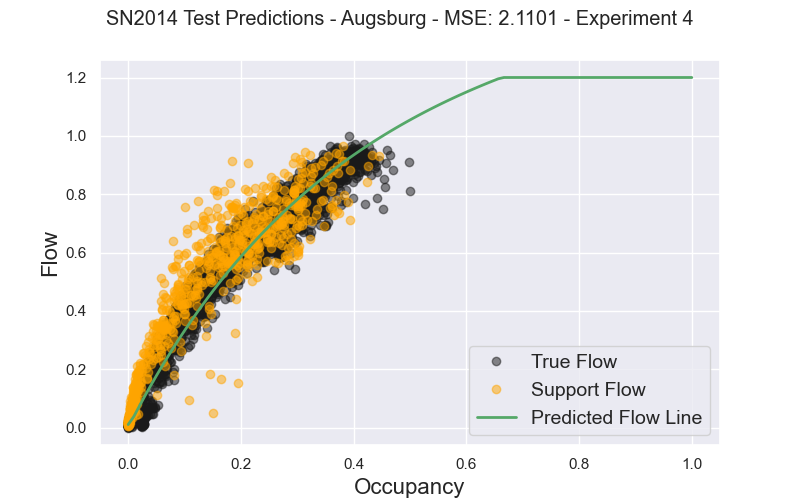 SN2014 Test Predictions - Augsburg - MSE: 2.1101 - Experiment 4
1.2
1.0
0.8
0.6
0.4
0.2
0.0
Flow
True Flow
Support Flow
Predicted Flow Line
0.0 0.2 0.4 0.6 0.8 1.0
Occupancy